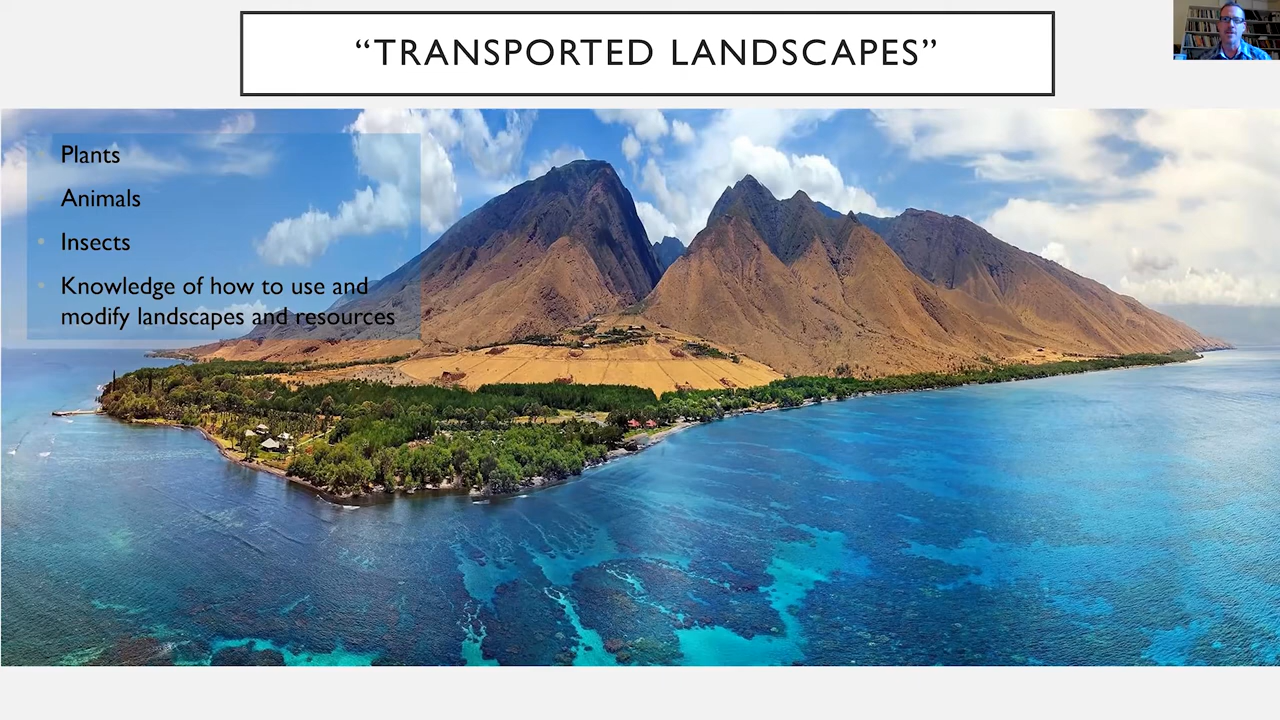 “TRANSPORTED LANDSCAPES”
Plants
Animals
Insects
Knowledge of how to use and
modify landscapes and resources